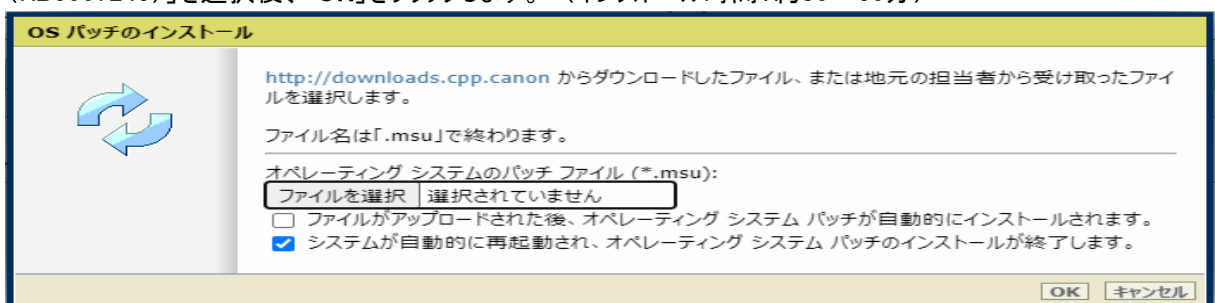 OS パッチのインストール
http://downloads.cpp.canon からダウンロードしたファイル、または地元の担当者から受け取ったファイ
ルを選択します。
ファイル名は「.msu」で終わります。
オペレーティング システムのパッチ ファイル (*.msu):
ファイルを選択 選択されていません
ファイルがアップロードされた後、オペレーティング システム パッチが自動的にインストールされます。
システムが自動的に再起動され、オペレーティング システム パッチのインストールが終了します。
OK キャンセル